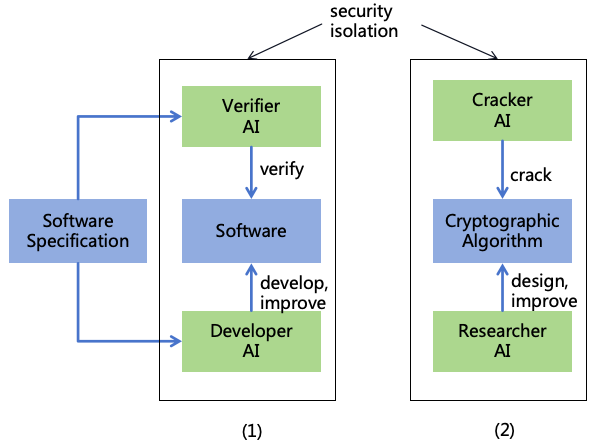 security
isolation
Verifier
AI
verify
Software
Specification
Software
develop,
improve
Developer
AI
(1)
Cracker
AI
crack
Cryptographic
Algorithm
design,
improve
Researcher
AI
(2)